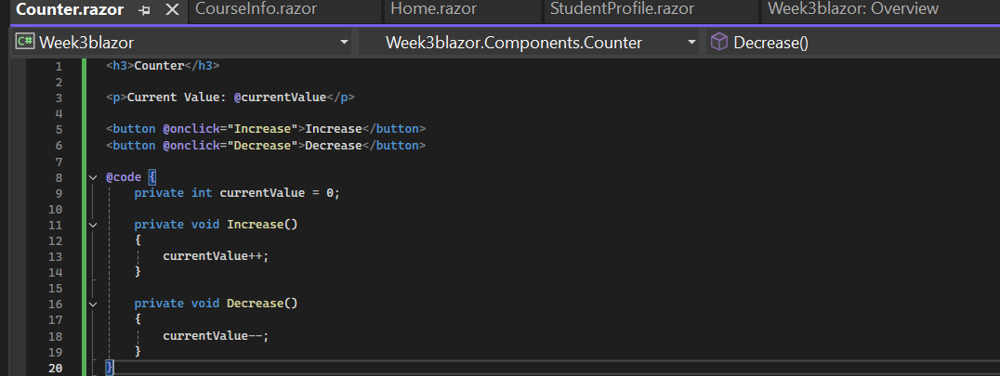 Counter.razor
CourseInfo.razor
Home.razor
StudentProfile.razor
Week3blazor: Overview
C# Week3blazor
Week3blazor.Components.Counter
Decrease()
1 <h3>Counter</h3>
2
3 <p>Current Value: @currentValue</p>
4
5 <button @onclick="Increase">Increase</button>
6 <button @onclick="Decrease">Decrease</button>
7
8 @code {
9     private int currentValue = 0;
10
11     private void Increase()
12     {
13         currentValue++;
14     }
15
16     private void Decrease()
17     {
18         currentValue--;
19     }
20 }